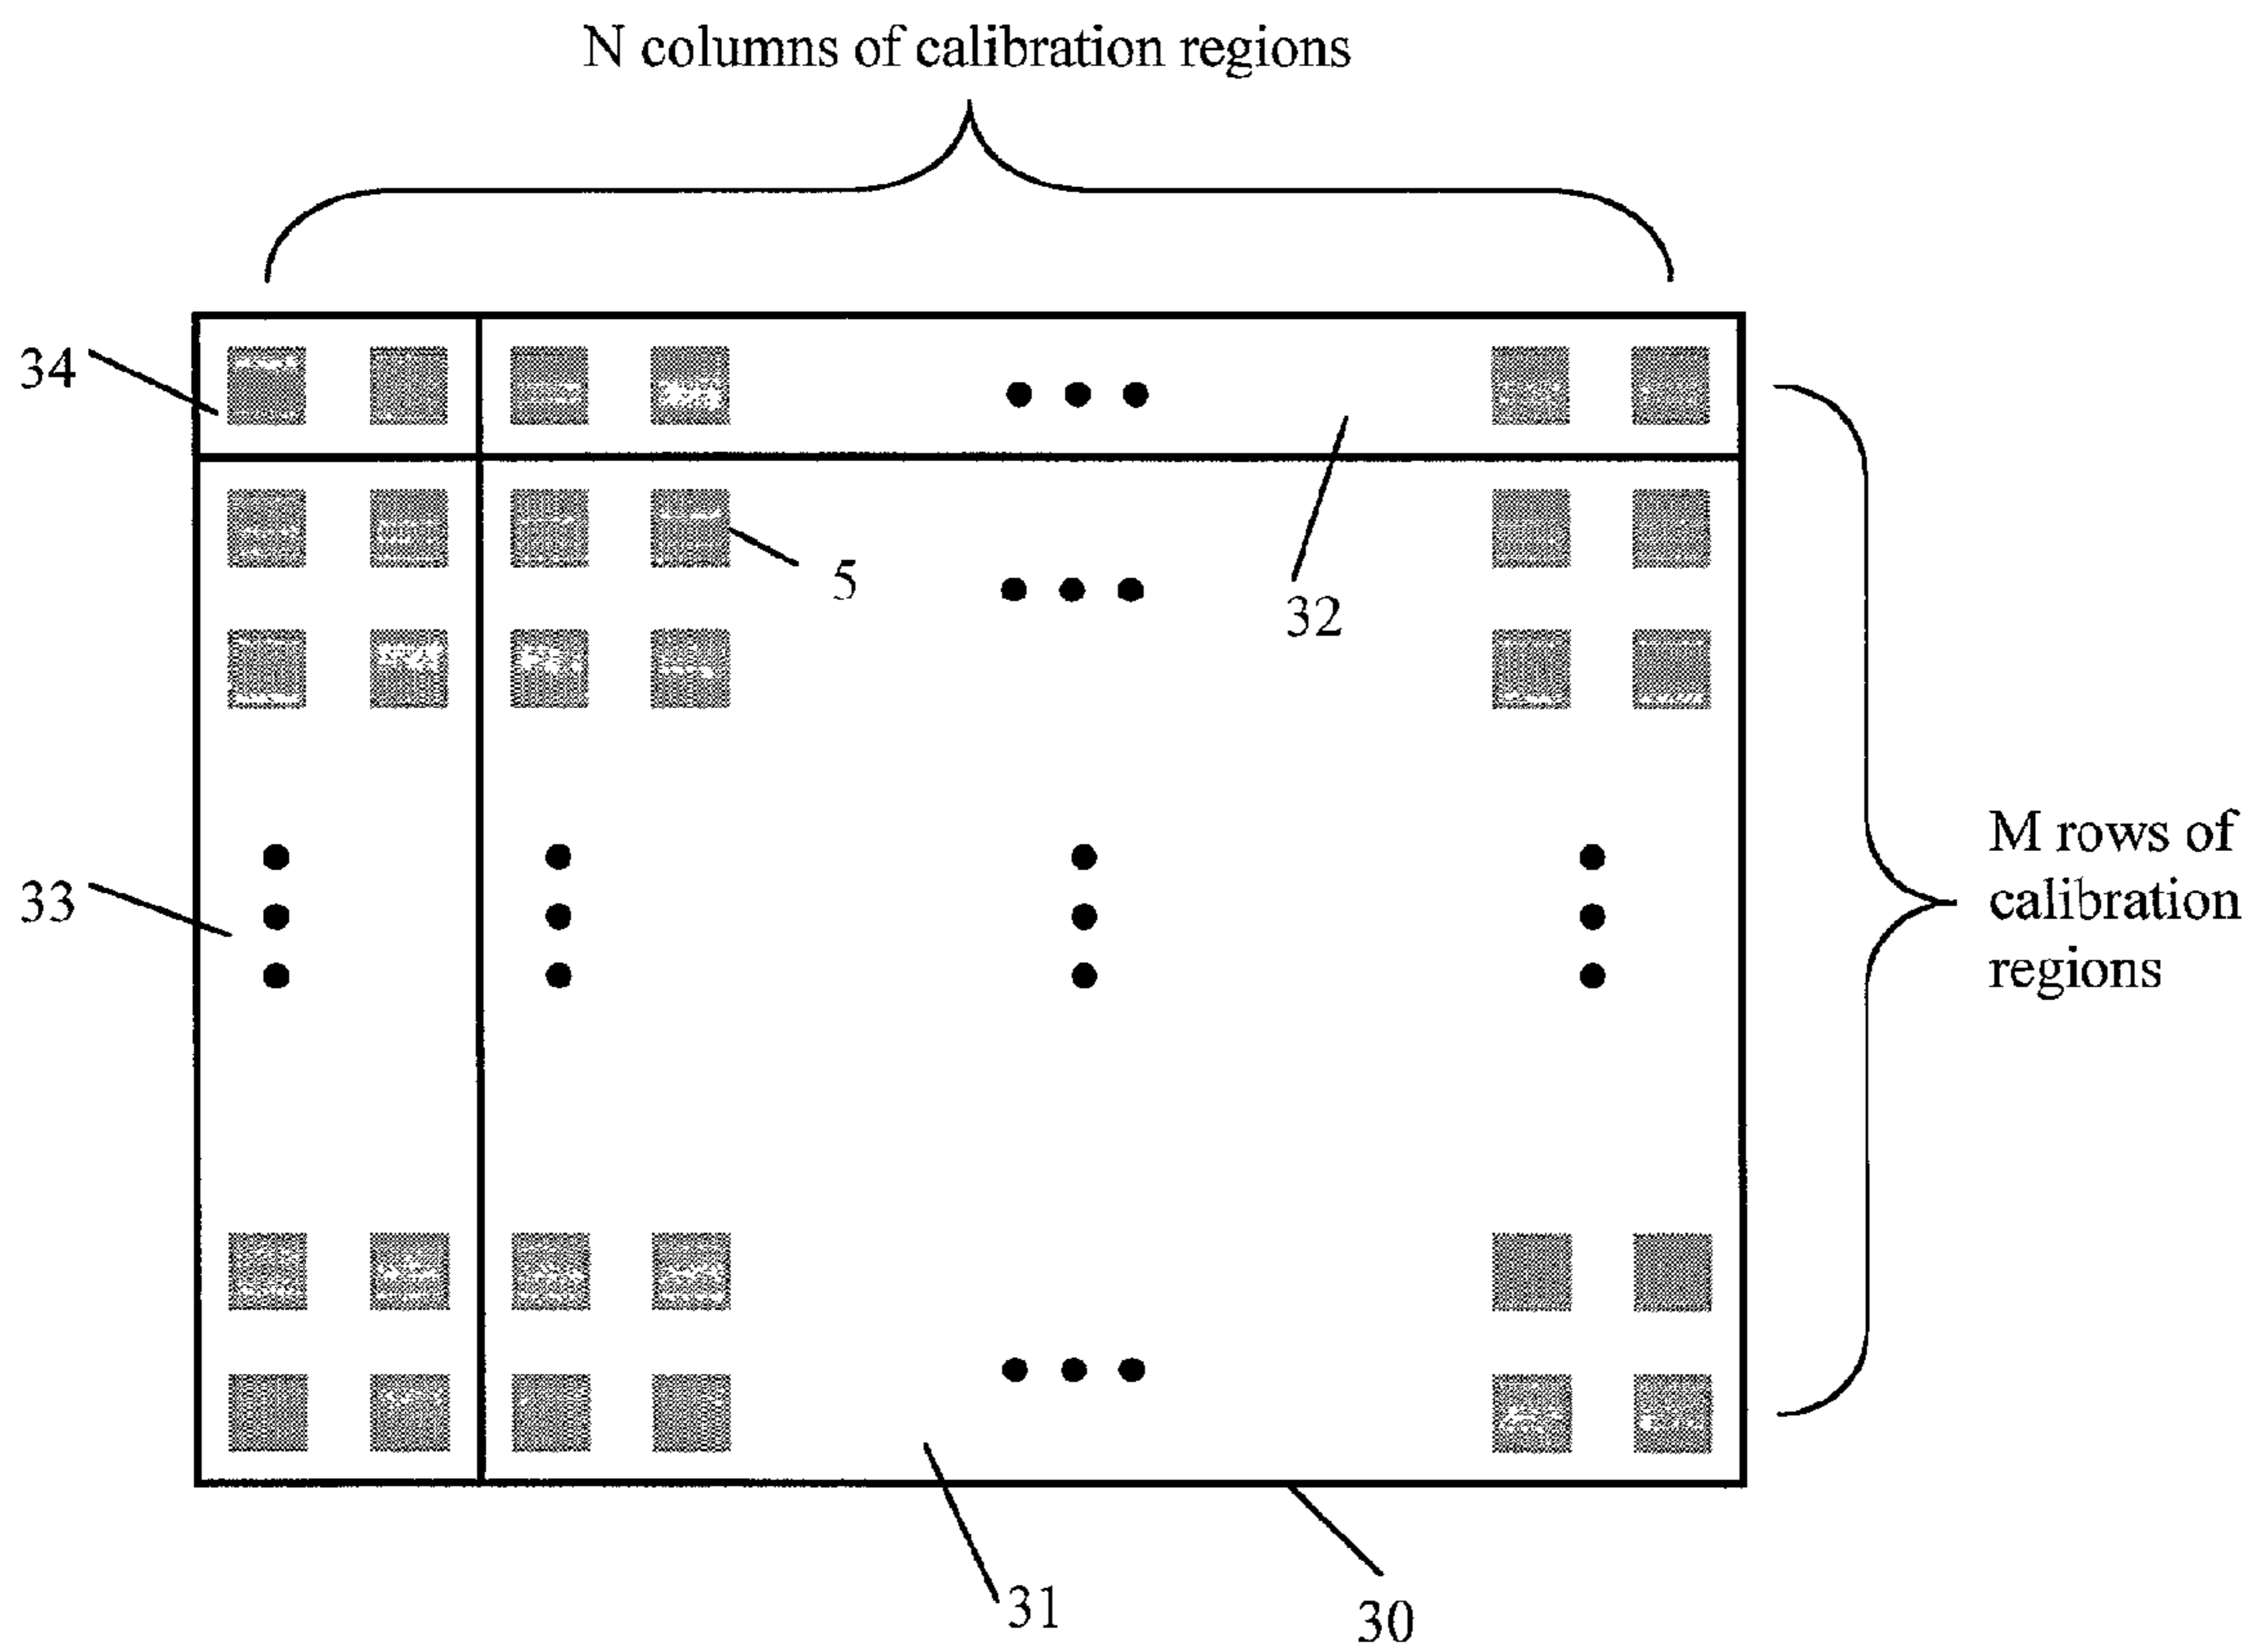 N columns of calibration regions
34
5
32
M rows of
calibration
regions
33
31
30